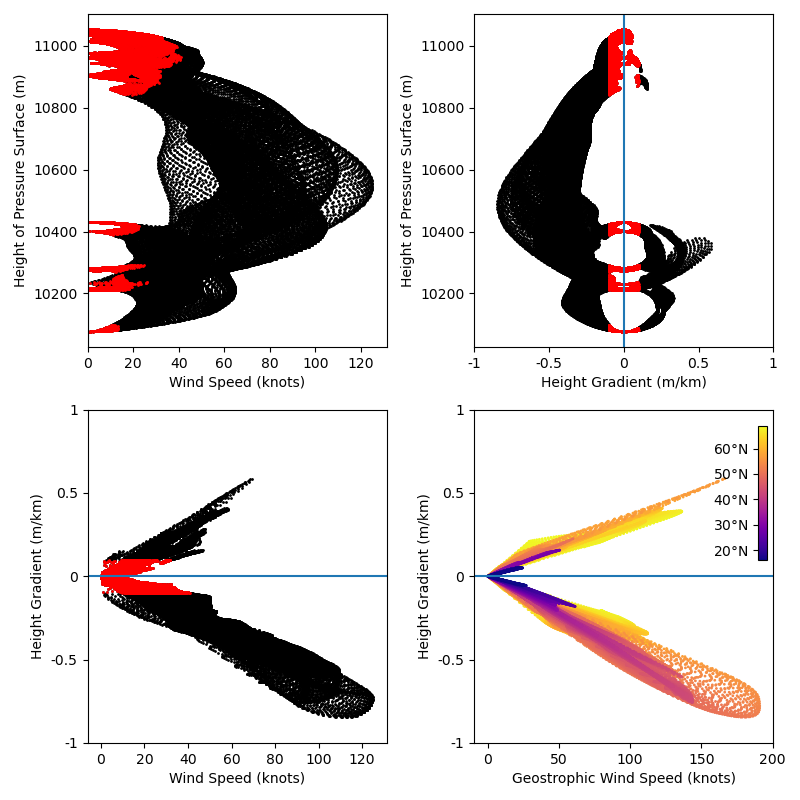 11000
10800
10600
10400
10200
Height of Pressure Surface (m)
0 20 40 60 80 100 120
Wind Speed (knots)
11000
10800
10600
10400
10200
Height of Pressure Surface (m)
-1 -0.5 0 0.5 1
Height Gradient (m/km)
1
0.5
0
-0.5
-1
Height Gradient (m/km)
0 20 40 60 80 100 120
Wind Speed (knots)
1
0.5
0
-0.5
-1
Height Gradient (m/km)
60°N
50°N
40°N
30°N
20°N
0 50 100 150 200
Geostrophic Wind Speed (knots)